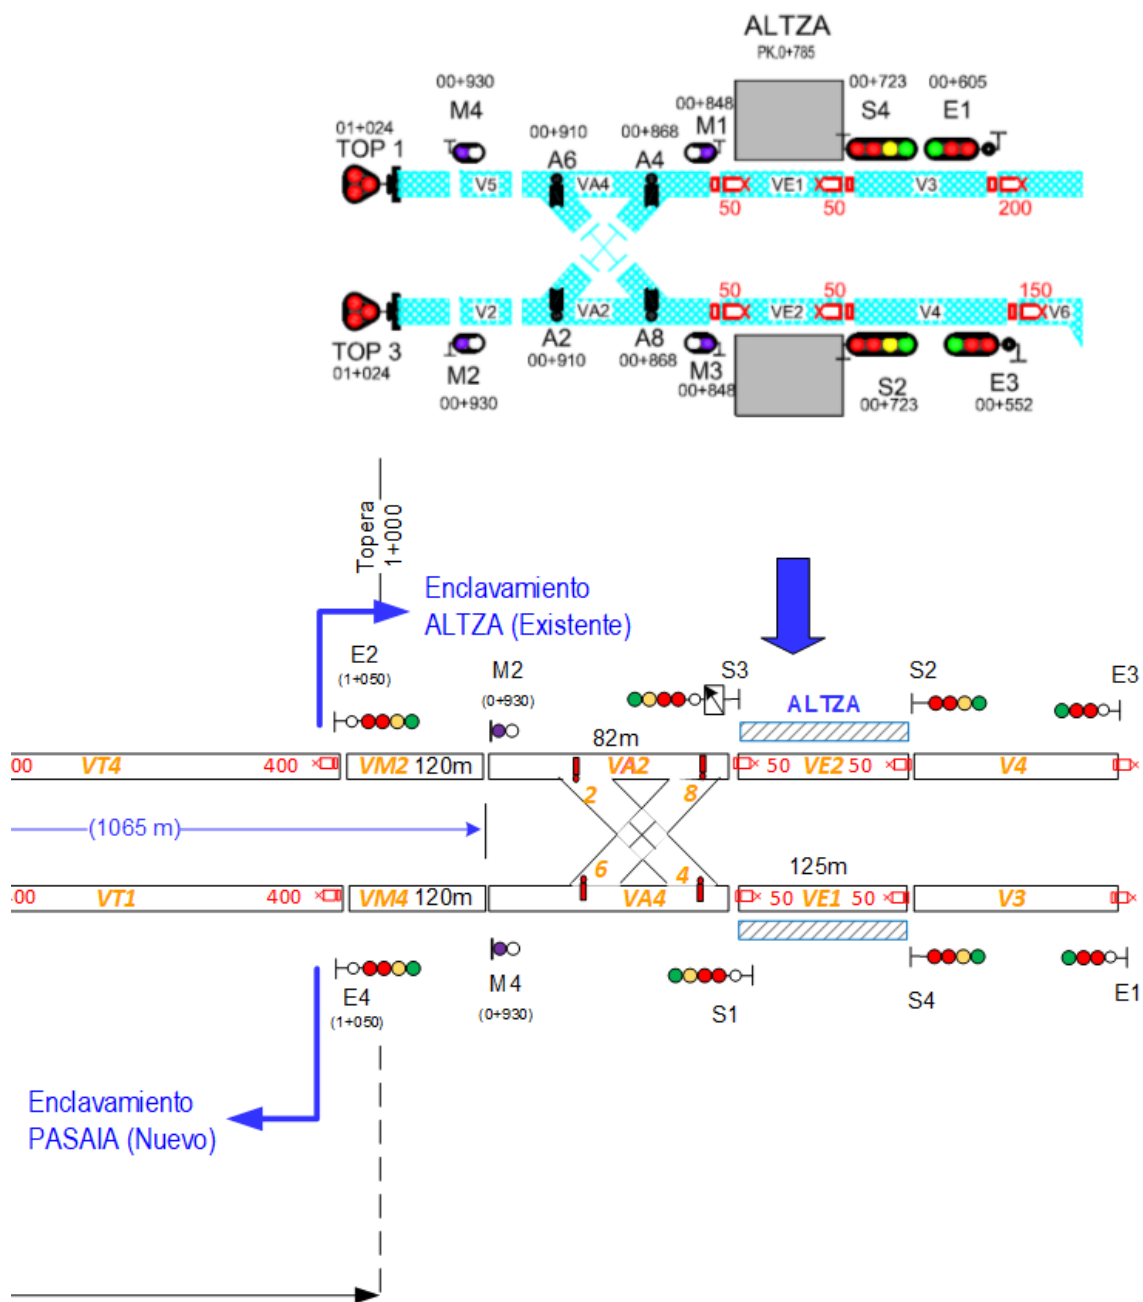 ALTZA
PK,0+785
00+930
M4
00+848
M1
00+723
S4
00+605
E1
01+024
TOP 1
00+910
A6
00+868
A4
V5
VA4
VE1
V3
50
50
200
50
50
150
V2
VA2
VE2
V4
V6
TOP 3
01+024
M2
00+930
A2
00+910
A8
00+868
M3
00+848
S2
00+723
E3
00+552
Topera
1+000
Enclavamiento
ALTZA (Existente)
E2
(1+050)
M2
(0+930)
S3
ALTZA
S2
E3
82m
00
VT4
400
VM2
120m
VA2
50
VE2
50
V4
2
8
(1065 m)
6
4
125m
00
VT1
400
VM4
120m
VA4
50
VE1
50
V3
E4
(1+050)
M4
(0+930)
S1
S4
E1
Enclavamiento
PASAIA (Nuevo)